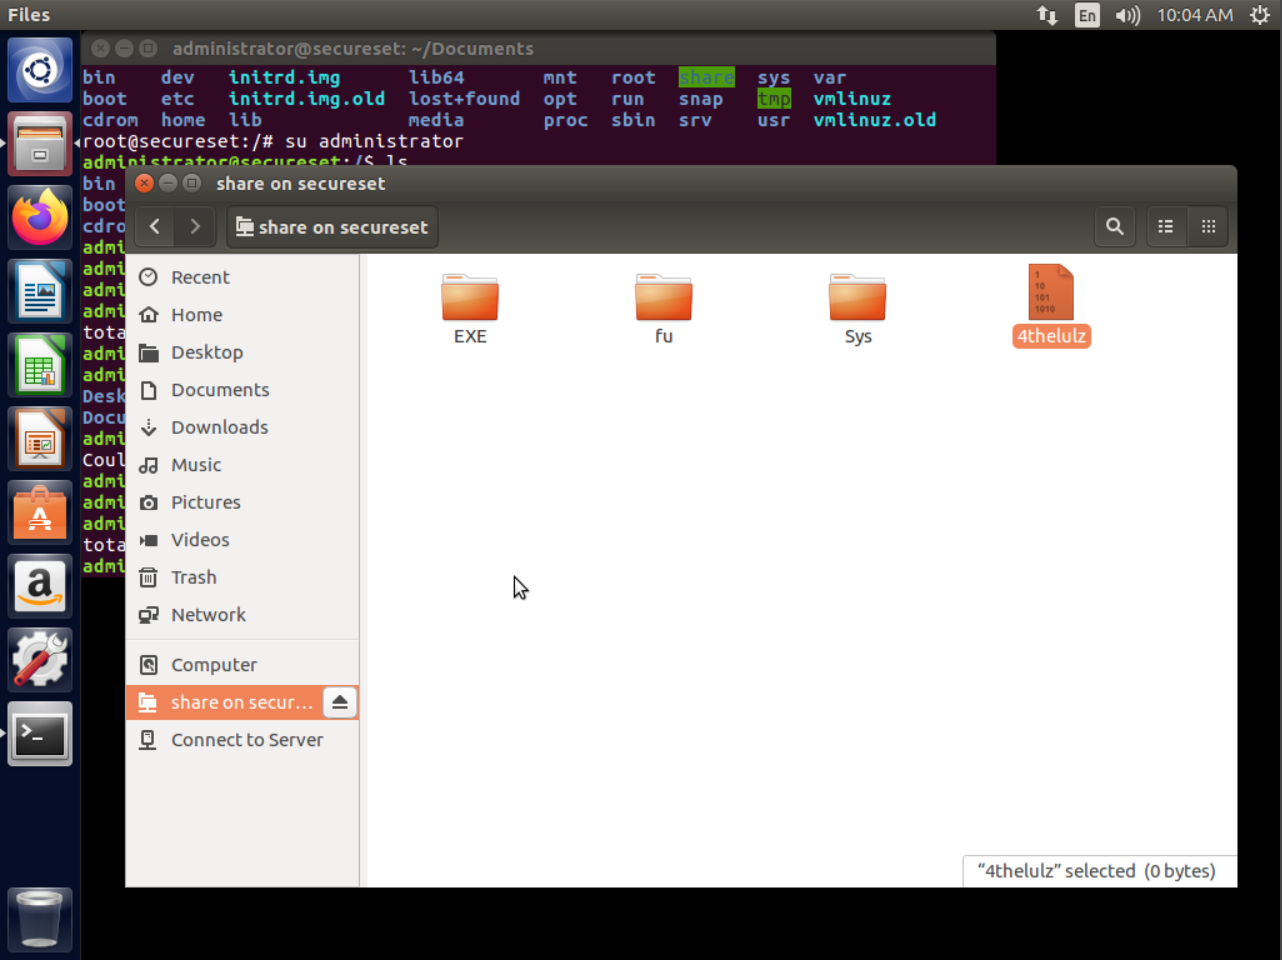 Files
En
10:04 AM
administrator@secureset: ~/Documents
bin dev initrd.img lib64 mnt root share sys var
boot etc initrd.img.old lost+found opt run snap tmp vmlinuz
cdrom home lib media proc sbin srv usr vmlinuz.old
root@secureset:/# su administrator
administrator@secureset:/$ ls
bin
boot
cdro
admi
admi
admi
admi
tota
admi
admi
Desk
Docu
admi
Coul
admi
admi
admi
tota
admi
share on secureset
share on secureset
Recent
Home
Desktop
Documents
Downloads
Music
Pictures
Videos
Trash
Network
Computer
share on secur...
Connect to Server
EXE
fu
Sys
1
10
101
1010
4thelulz
“4thelulz” selected (0 bytes)